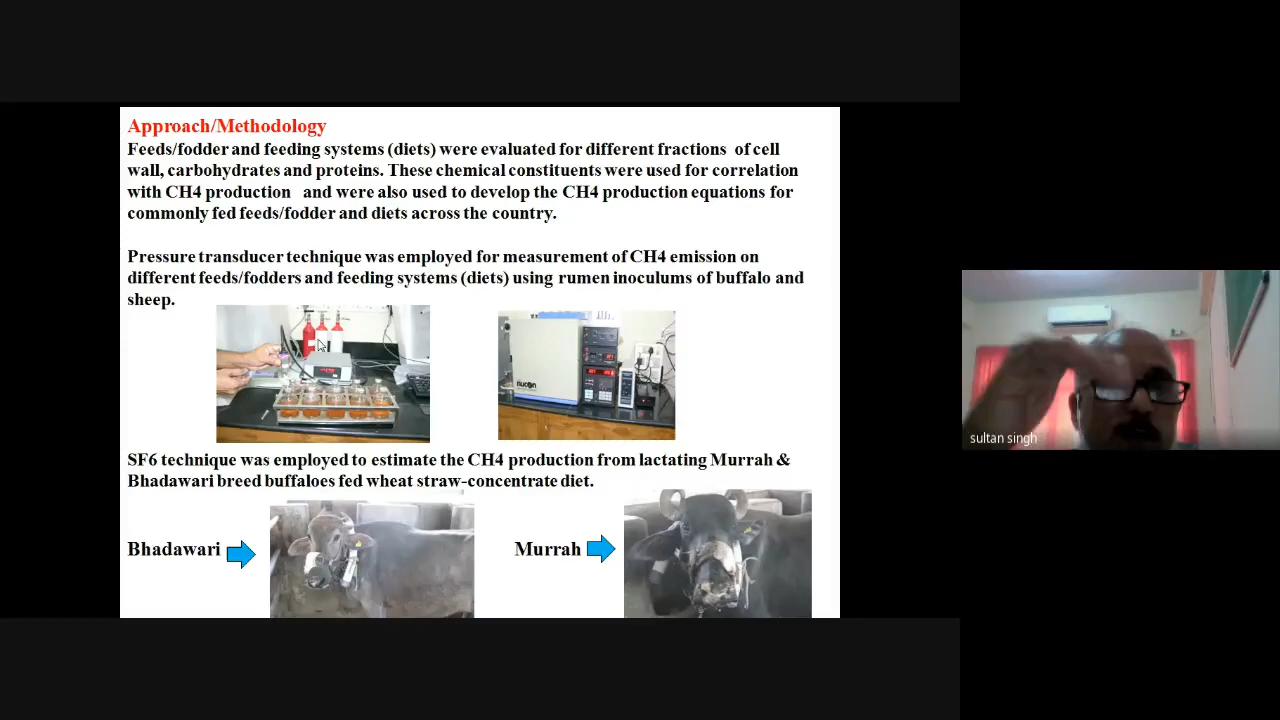 Approach/Methodology
Feeds/fodder and feeding systems (diets) were evaluated for different fractions of cell
wall, carbohydrates and proteins. These chemical constituents were used for correlation
with CH4 production and were also used to develop the CH4 production equations for
commonly fed feeds/fodder and diets across the country.
Pressure transducer technique was employed for measurement of CH4 emission on
different feeds/fodders and feeding systems (diets) using rumen inoculums of buffalo and
sheep.
nucon
SF6 technique was employed to estimate the CH4 production from lactating Murrah &
Bhadawari breed buffaloes fed wheat straw-concentrate diet.
Bhadawari
Murrah
sultan singh